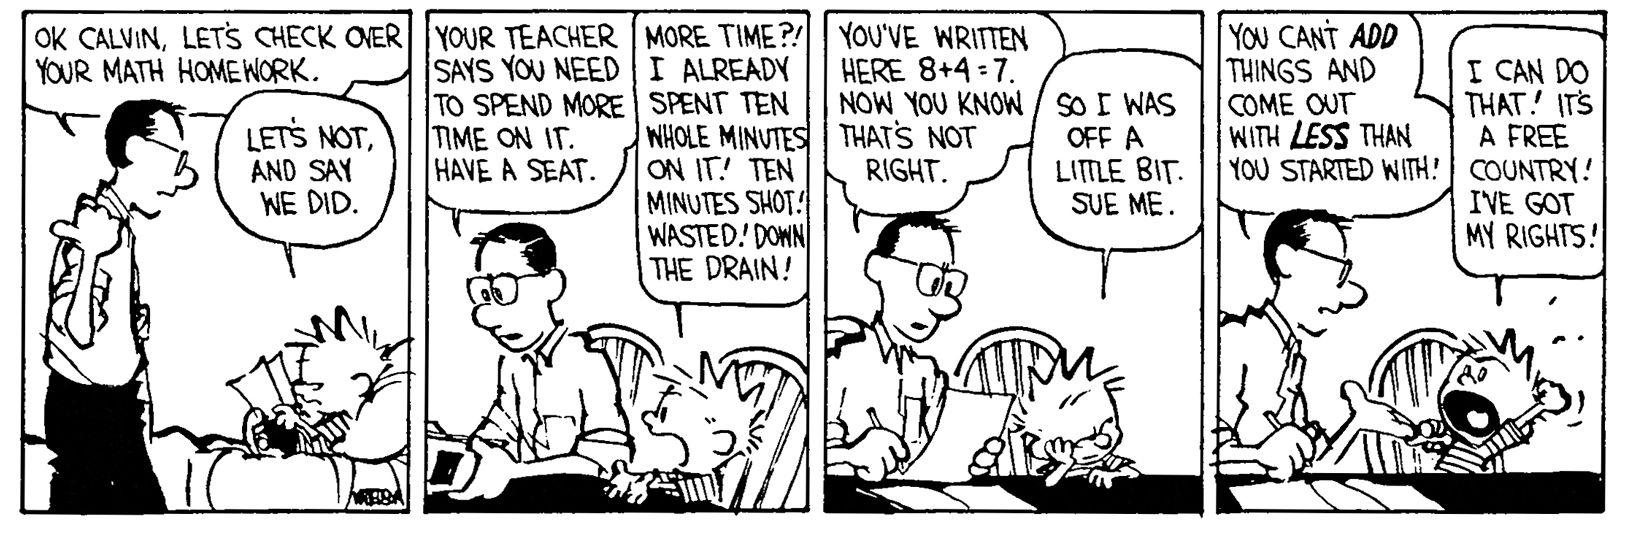 OK CALVIN, LET'S CHECK OVER
YOUR MATH HOMEWORK.
LET'S NOT,
AND SAY
WE DID.
WATTERSON
YOUR TEACHER
SAYS YOU NEED
TO SPEND MORE
TIME ON IT.
HAVE A SEAT.
MORE TIME?!
I ALREADY
SPENT TEN
WHOLE MINUTES
ON IT! TEN
MINUTES SHOT!
WASTED! DOWN
THE DRAIN!
YOU'VE WRITTEN
HERE 8+4=7.
NOW YOU KNOW
THAT'S NOT
RIGHT.
SO I WAS
OFF A
LITTLE BIT.
SUE ME.
YOU CAN'T ADD
THINGS AND
COME OUT
WITH LESS THAN
YOU STARTED WITH!
I CAN DO
THAT! IT'S
A FREE
COUNTRY!
I'VE GOT
MY RIGHTS!